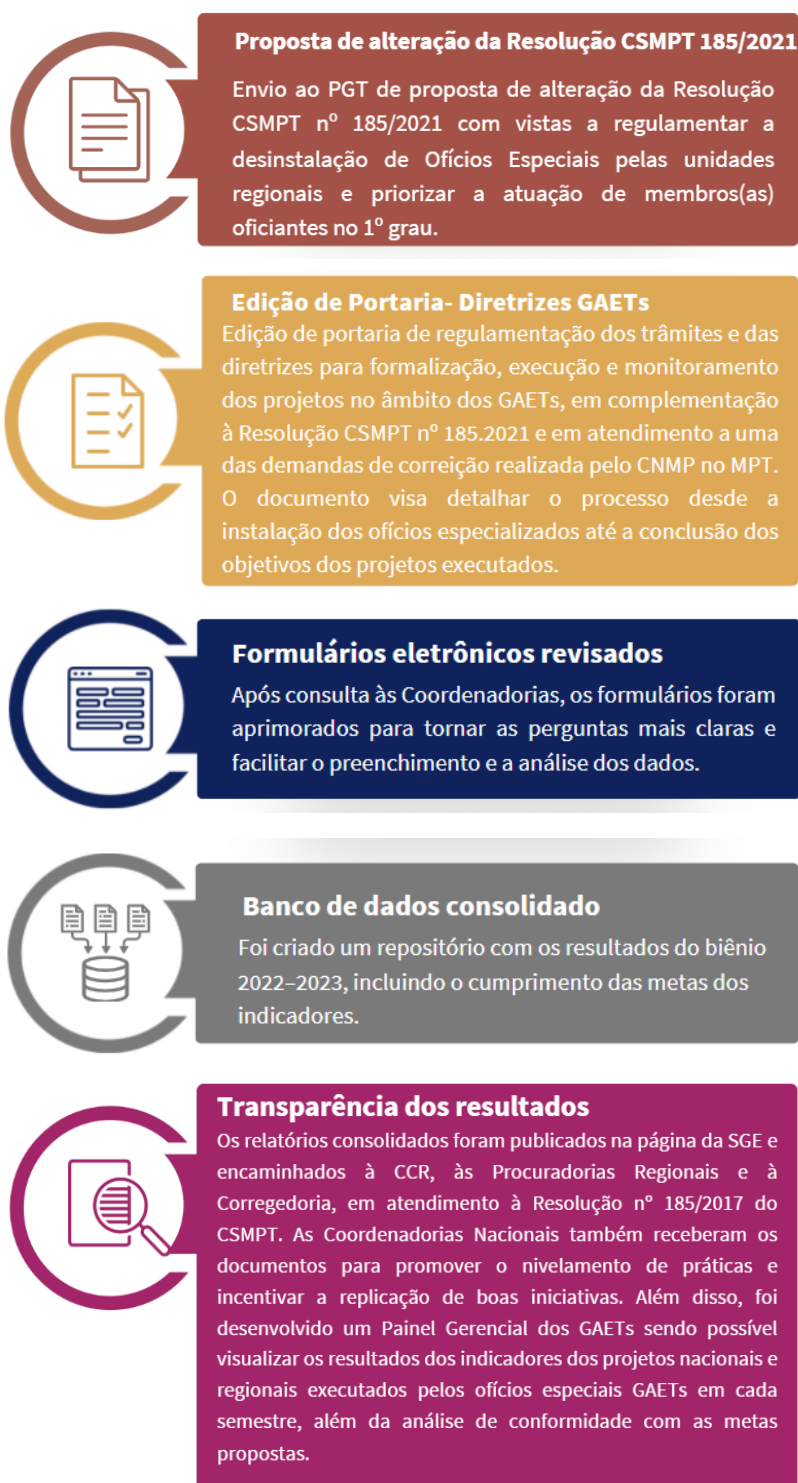 Proposta de alteração da Resolução CSMPT 185/2021
Envio ao PGT de proposta de alteração da Resolução
CSMPT nº 185/2021 com vistas a regulamentar a
desinstalação de Ofícios Especiais pelas unidades
regionais e priorizar a atuação de membros(as)
oficiantes no 1º grau.
Edição de Portaria- Diretrizes GAETs
Edição de portaria de regulamentação dos trâmites e das
diretrizes para formalização, execução e monitoramento
dos projetos no âmbito dos GAETs, em complementação
à Resolução CSMPT nº 185.2021 e em atendimento a uma
das demandas de correição realizada pelo CNMP no MPT.
O documento visa detalhar o processo desde a
instalação dos ofícios especializados até a conclusão dos
objetivos dos projetos executados.
Formulários eletrônicos revisados
Após consulta às Coordenadorias, os formulários foram
aprimorados para tornar as perguntas mais claras e
facilitar o preenchimento e a análise dos dados.
Banco de dados consolidado
Foi criado um repositório com os resultados do biênio
2022–2023, incluindo o cumprimento das metas dos
indicadores.
Transparência dos resultados
Os relatórios consolidados foram publicados na página da SGE e
encaminhados à CCR, às Procuradorias Regionais e à
Corregedoria, em atendimento à Resolução nº 185/2017 do
CSMPT. As Coordenadorias Nacionais também receberam os
documentos para promover o nivelamento de práticas e
incentivar a replicação de boas iniciativas. Além disso, foi
desenvolvido um Painel Gerencial dos GAETs sendo possível
visualizar os resultados dos indicadores dos projetos nacionais e
regionais executados pelos ofícios especiais GAETs em cada
semestre, além da análise de conformidade com as metas
propostas.